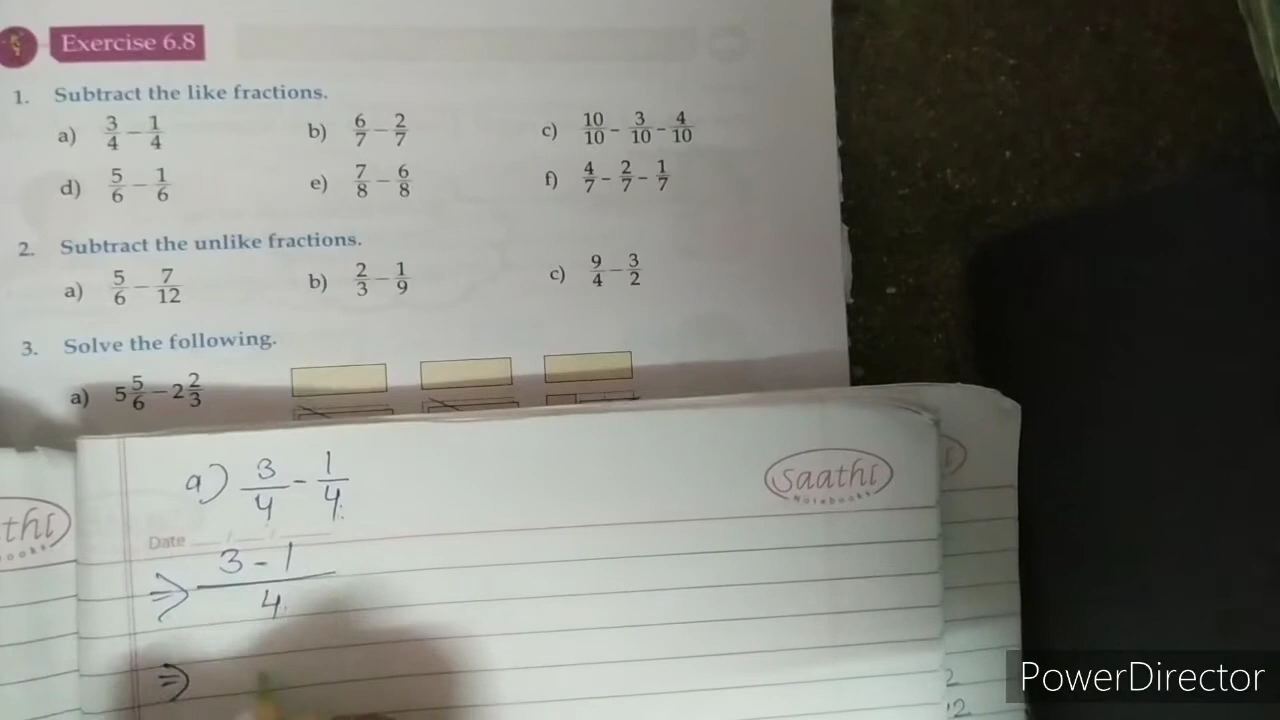 Exercise 6.8
1. Subtract the like fractions.
a) 3/4 - 1/4 b) 6/7 - 2/7 c) 10/10 - 3/10 - 4/10
d) 5/6 - 1/6 e) 7/8 - 6/8 f) 4/7 - 2/7 - 1/7
2. Subtract the unlike fractions.
a) 5/6 - 7/12 b) 2/3 - 1/9 c) 9/4 - 3/2
3. Solve the following.
a) 5 5/6 - 2 2/3
a) 3/4 - 1/4
saathi
Notebooks
Date
⇒ (3 - 1)/4
⇒
PowerDirector